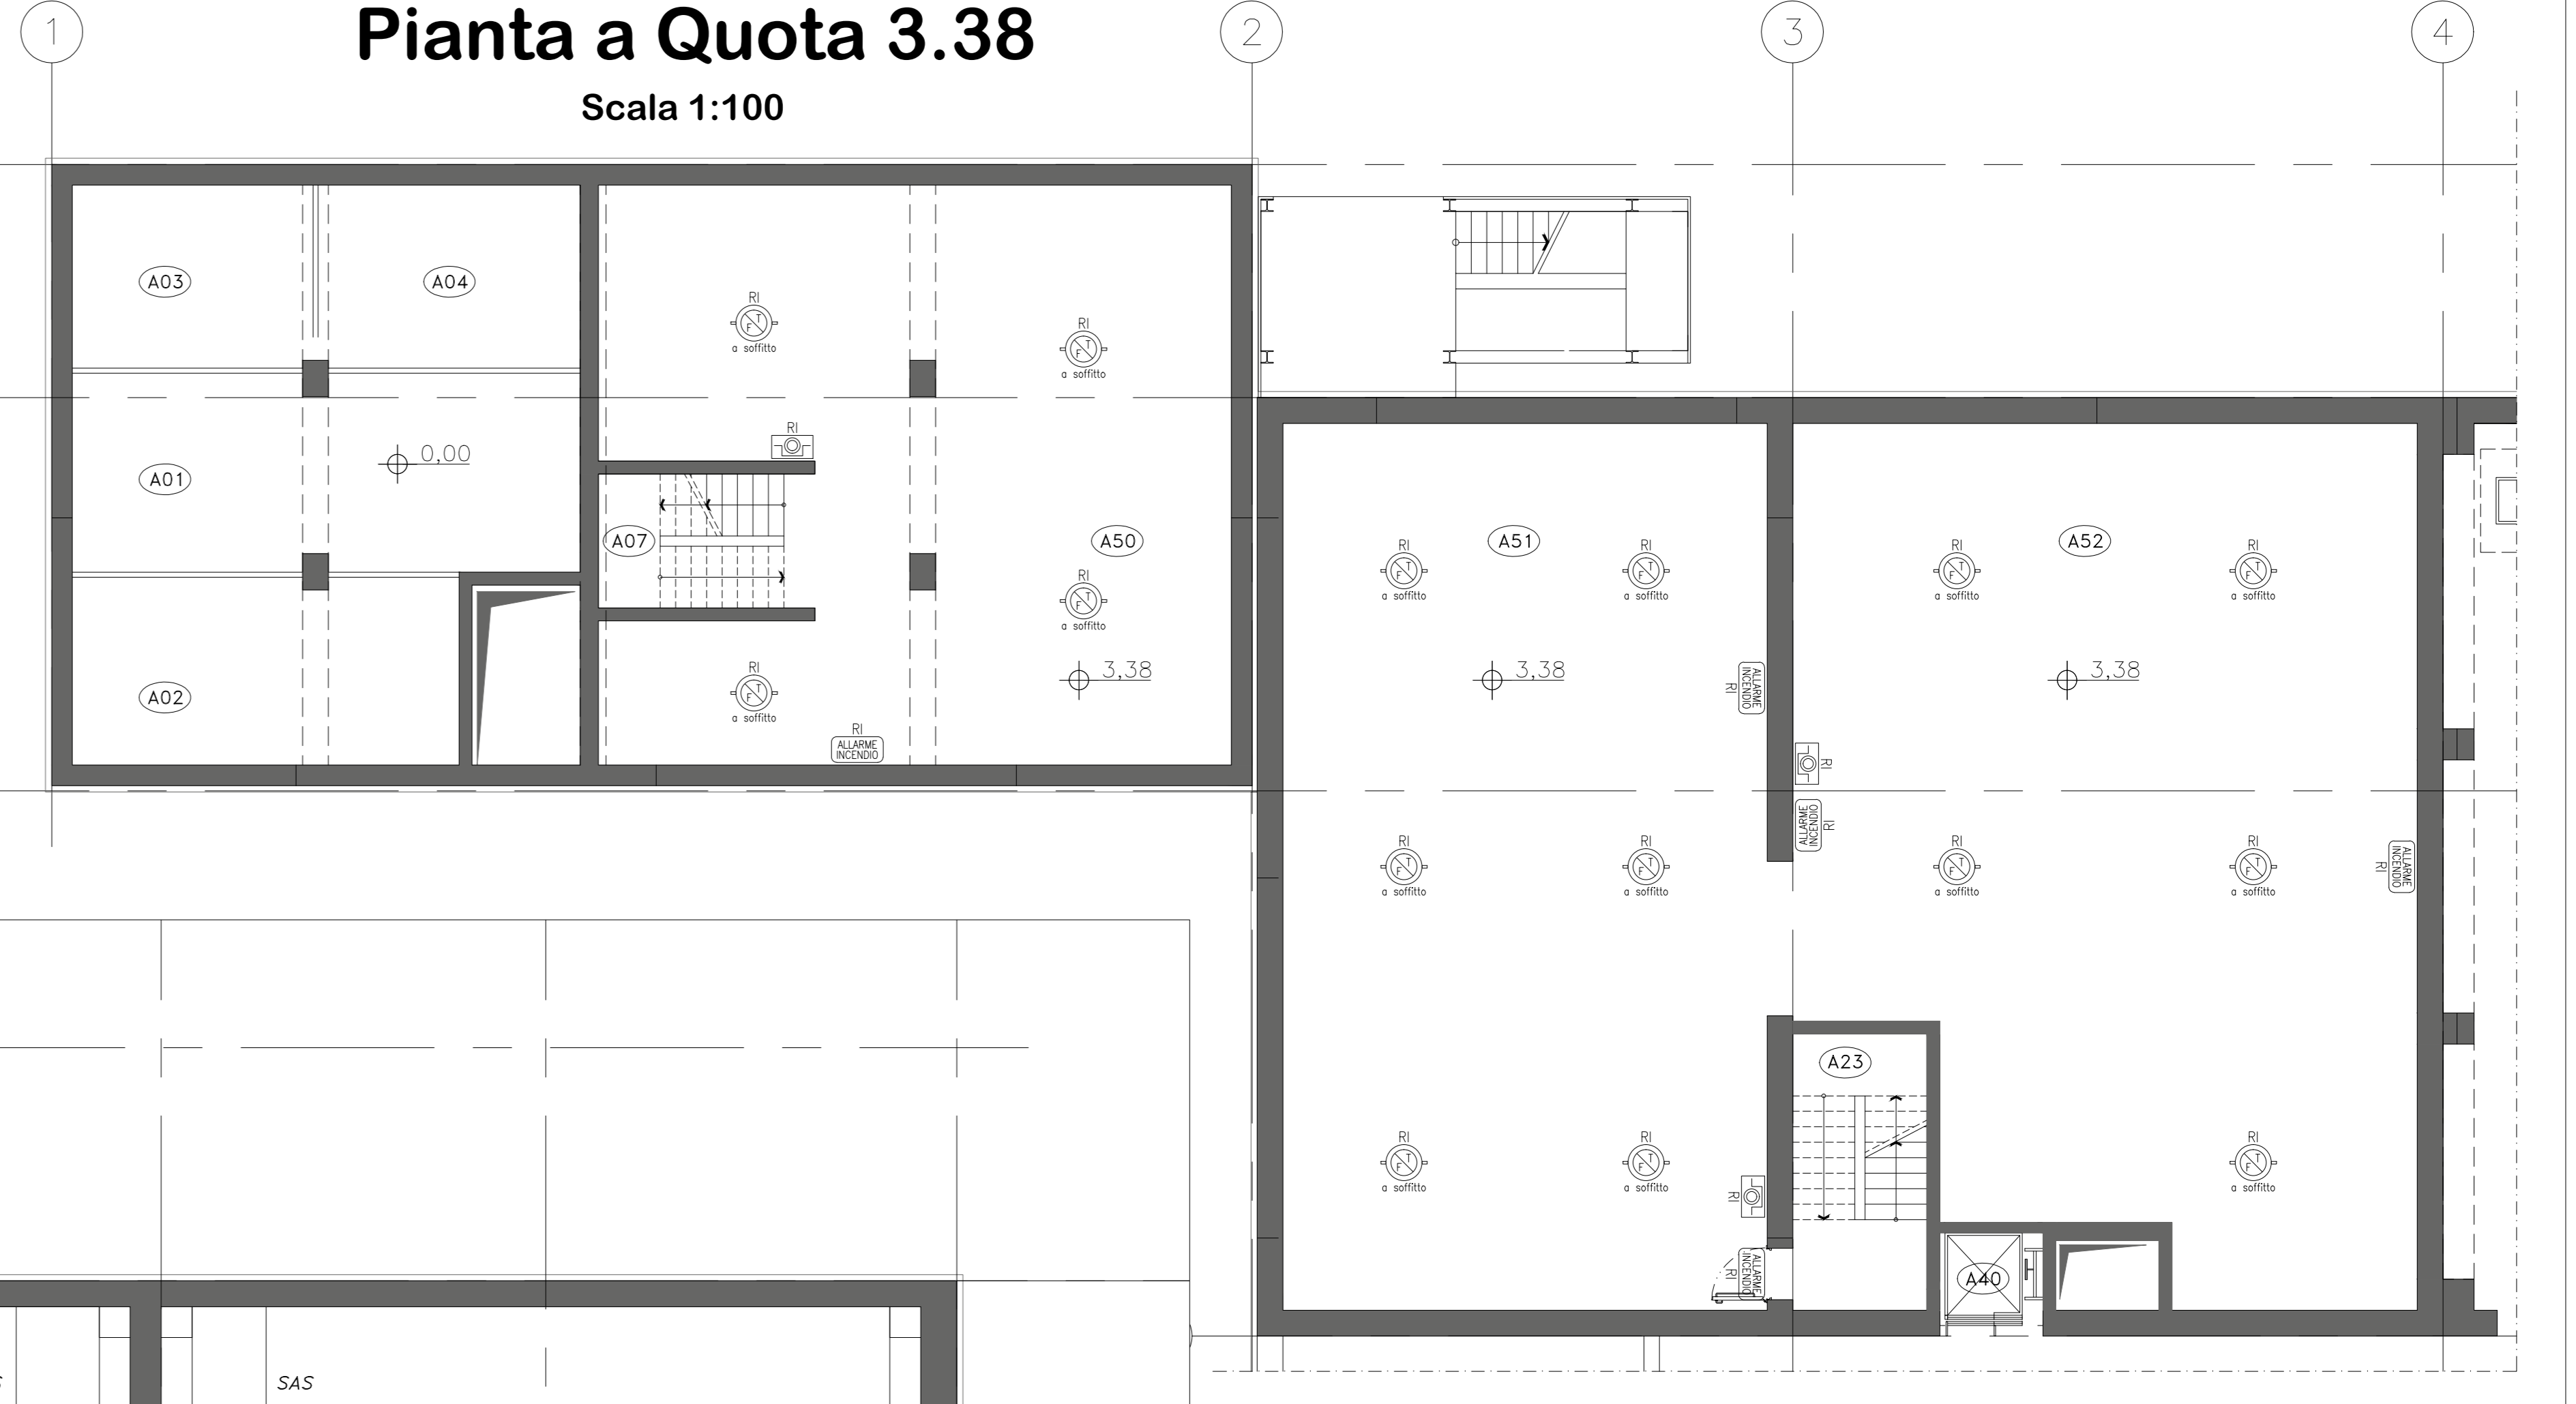 1
Pianta a Quota 3.38
2
3
4
Scala 1:100
A03
A04
RI
F T
a soffitto
RI
F T
a soffitto
RI
0,00
A01
A07
A50
RI
F T
a soffitto
3,38
RI
F T
a soffitto
A02
RI
ALLARME
INCENDIO
A51
RI
F T
a soffitto
RI
F T
a soffitto
A52
RI
F T
a soffitto
RI
F T
a soffitto
3,38
ALLARME
INCENDIO
RI
3,38
RI
ALLARME
INCENDIO
RI
RI
F T
a soffitto
RI
F T
a soffitto
RI
F T
a soffitto
RI
F T
a soffitto
ALLARME
INCENDIO
RI
A23
RI
F T
a soffitto
RI
F T
a soffitto
RI
F T
a soffitto
RI
ALLARME
INCENDIO
RI
A40
SAS